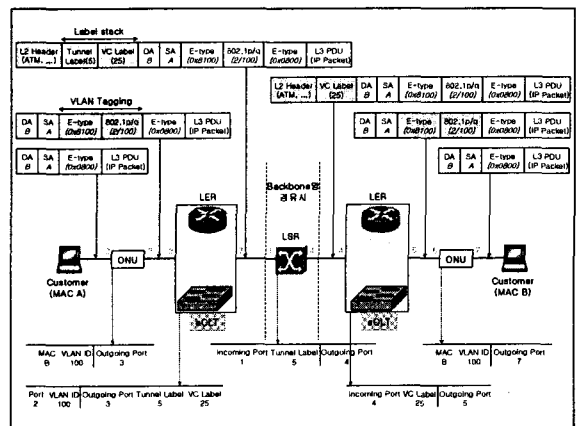 Label stack
L2 Header (ATM, ...) Tunnel Label(5) VC Label (25) DA B SA A E-type (0x8100) 802.1p/q (2/100) E-type (0x0800) L3 PDU (IP Packet)
L2 Header (ATM, ...) VC Label (25) DA B SA A E-type (0x8100) 802.1p/q (2/100) E-type (0x0800) L3 PDU (IP Packet)
VLAN Tagging
DA B SA A E-type (0x8100) 802.1p/q (2/100) E-type (0x0800) L3 PDU (IP Packet)
DA B SA A E-type (0x8100) 802.1p/q (2/100) E-type (0x0800) L3 PDU (IP Packet)
DA B SA A E-type (0x0800) L3 PDU (IP Packet)
DA B SA A E-type (0x0800) L3 PDU (IP Packet)
LER
Backbone망
경유시
LER
LSR
ONU
ONU
Customer
(MAC A)
Customer
(MAC B)
eOLT
eOLT
MAC VLAN ID Outgoing Port
B 100 3
Incoming Port Tunnel Label Outgoing Port
1 5 4
MAC VLAN ID Outgoing Port
B 100 7
Port VLAN ID Outgoing Port Tunnel Label VC Label
2 100 3 5 25
Incoming Port VC Label Outgoing Port
4 25 5